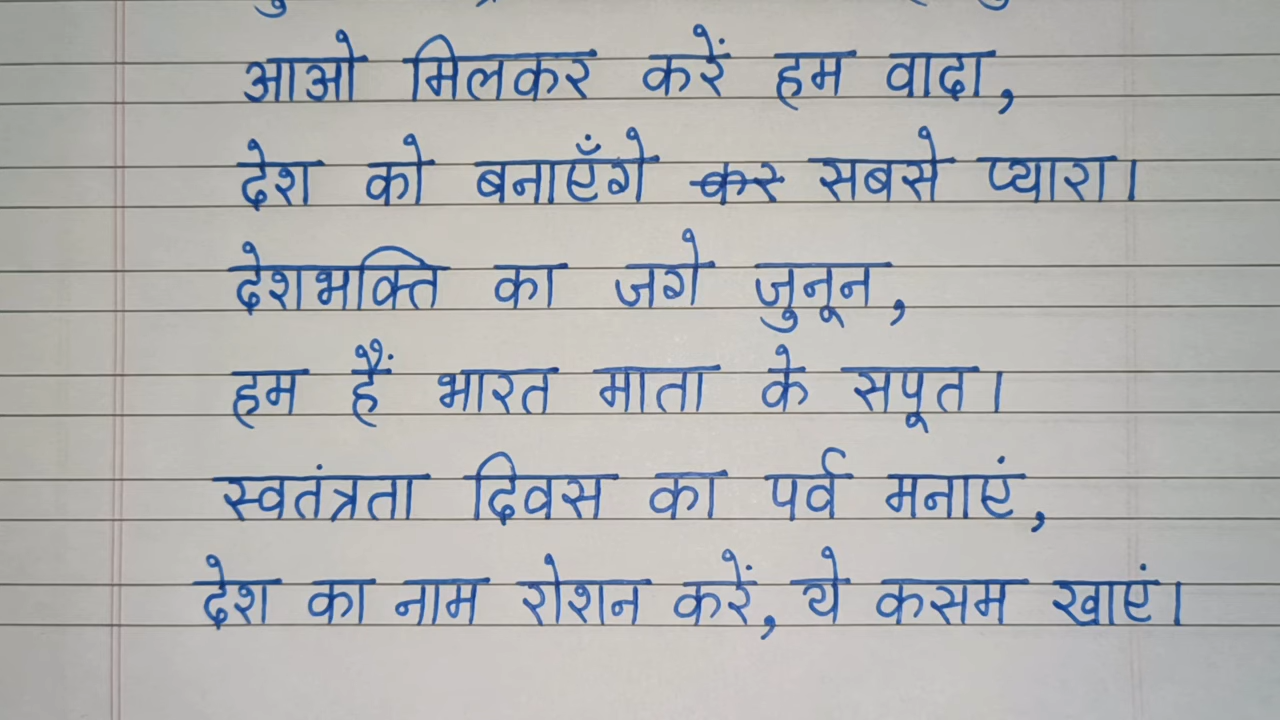 आओ मिलकर करें हम वादा,
देश को बनाएँगे सबसे प्यारा।
देशभक्ति का जगे जुनून,
हम हैं भारत माता के सपूत।
स्वतंत्रता दिवस का पर्व मनाएं,
देश का नाम रोशन करें, ये कसम खाएं।